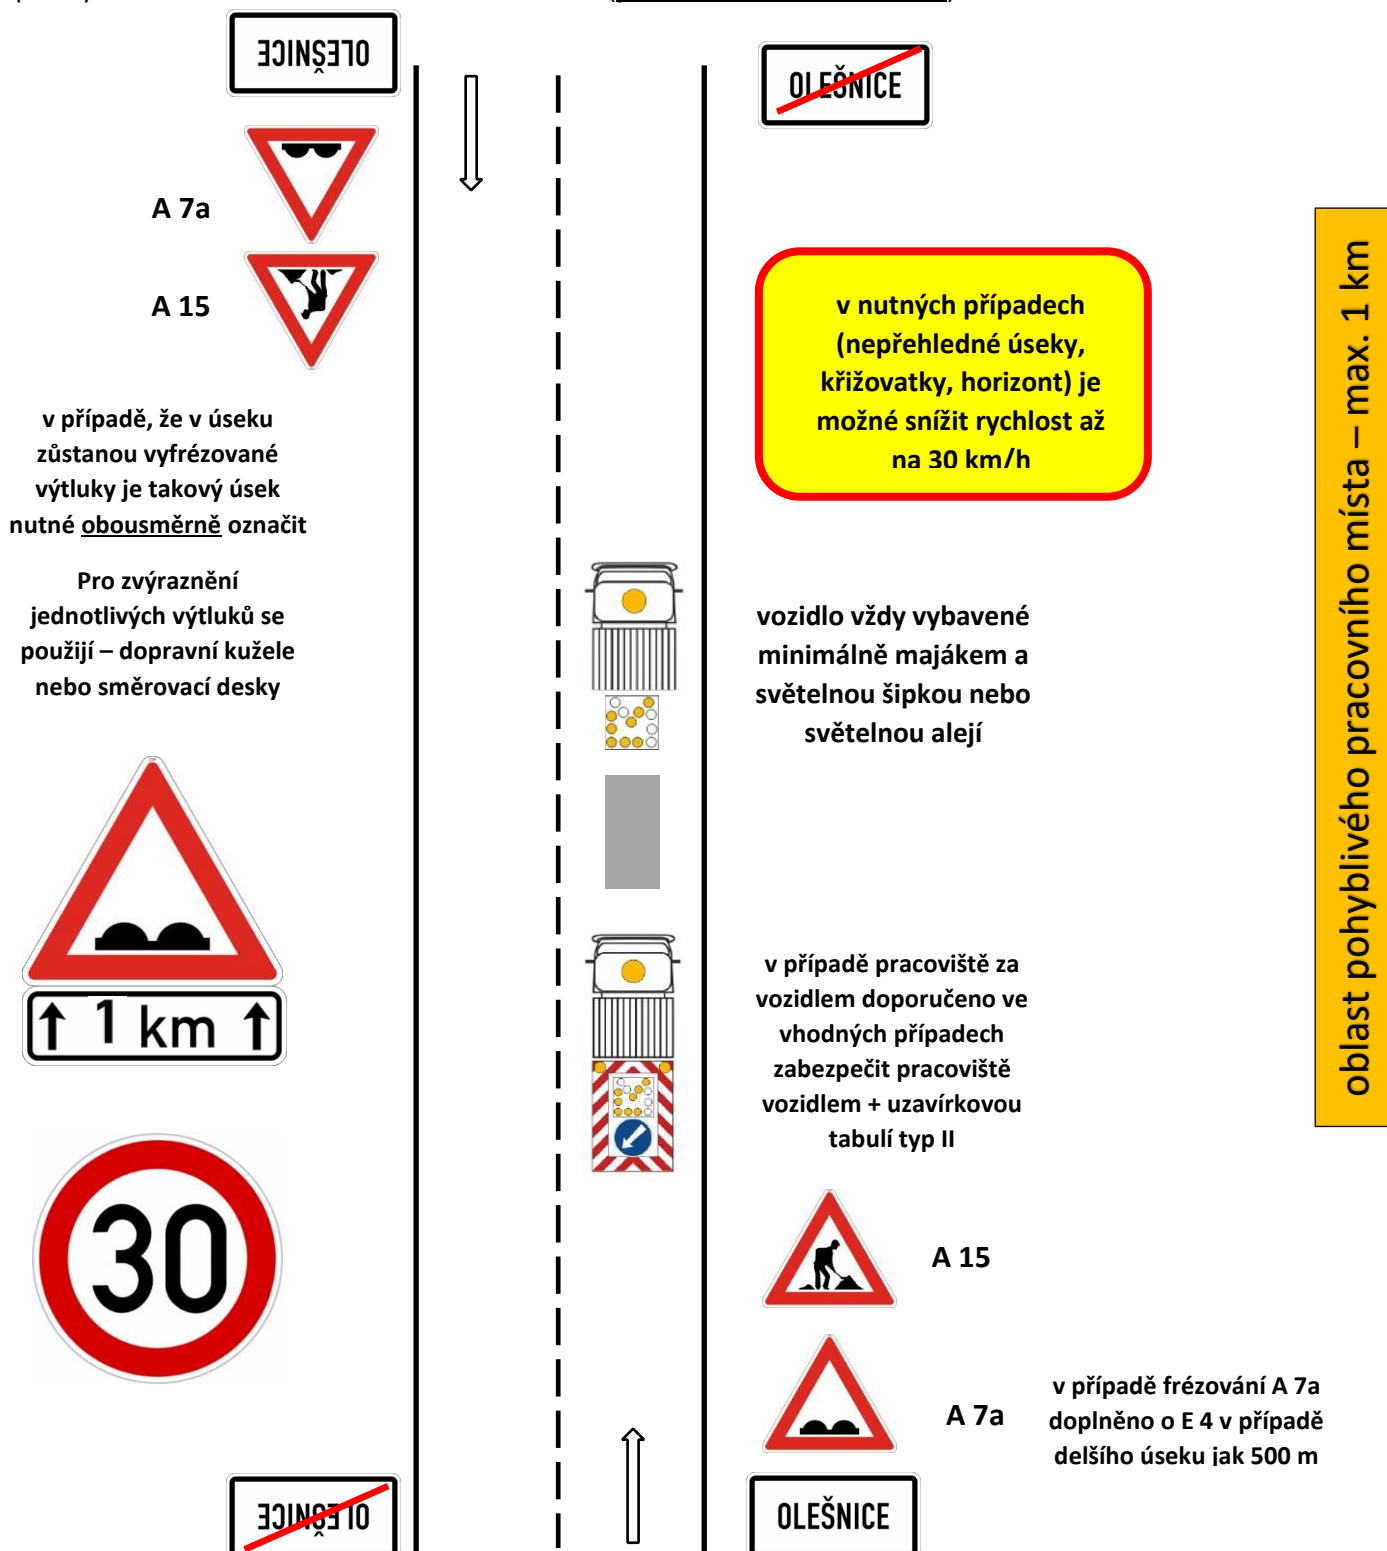 OLEŠNICE
OLEŠNICE
A 7a
A 15
v nutných případech
(nepřehledné úseky,
křižovatky, horizont) je
možné snížit rychlost až
na 30 km/h
oblast pohyblivého pracovního místa – max. 1 km
v případě, že v úseku
zůstanou vyfrézované
výtluky je takový úsek
nutné obousměrně označit
Pro zvýraznění
jednotlivých výtluků se
použijí – dopravní kužele
nebo směrovací desky
vozidlo vždy vybavené
minimálně majákem a
světelnou šipkou nebo
světelnou alejí
1 km
v případě pracoviště za
vozidlem doporučeno ve
vhodných případech
zabezpečit pracoviště
vozidlem + uzavírkovou
tabulí typ II
30
A 15
A 7a
v případě frézování A 7a
doplněno o E 4 v případě
delšího úseku jak 500 m
OLEŠNICE
OLEŠNICE